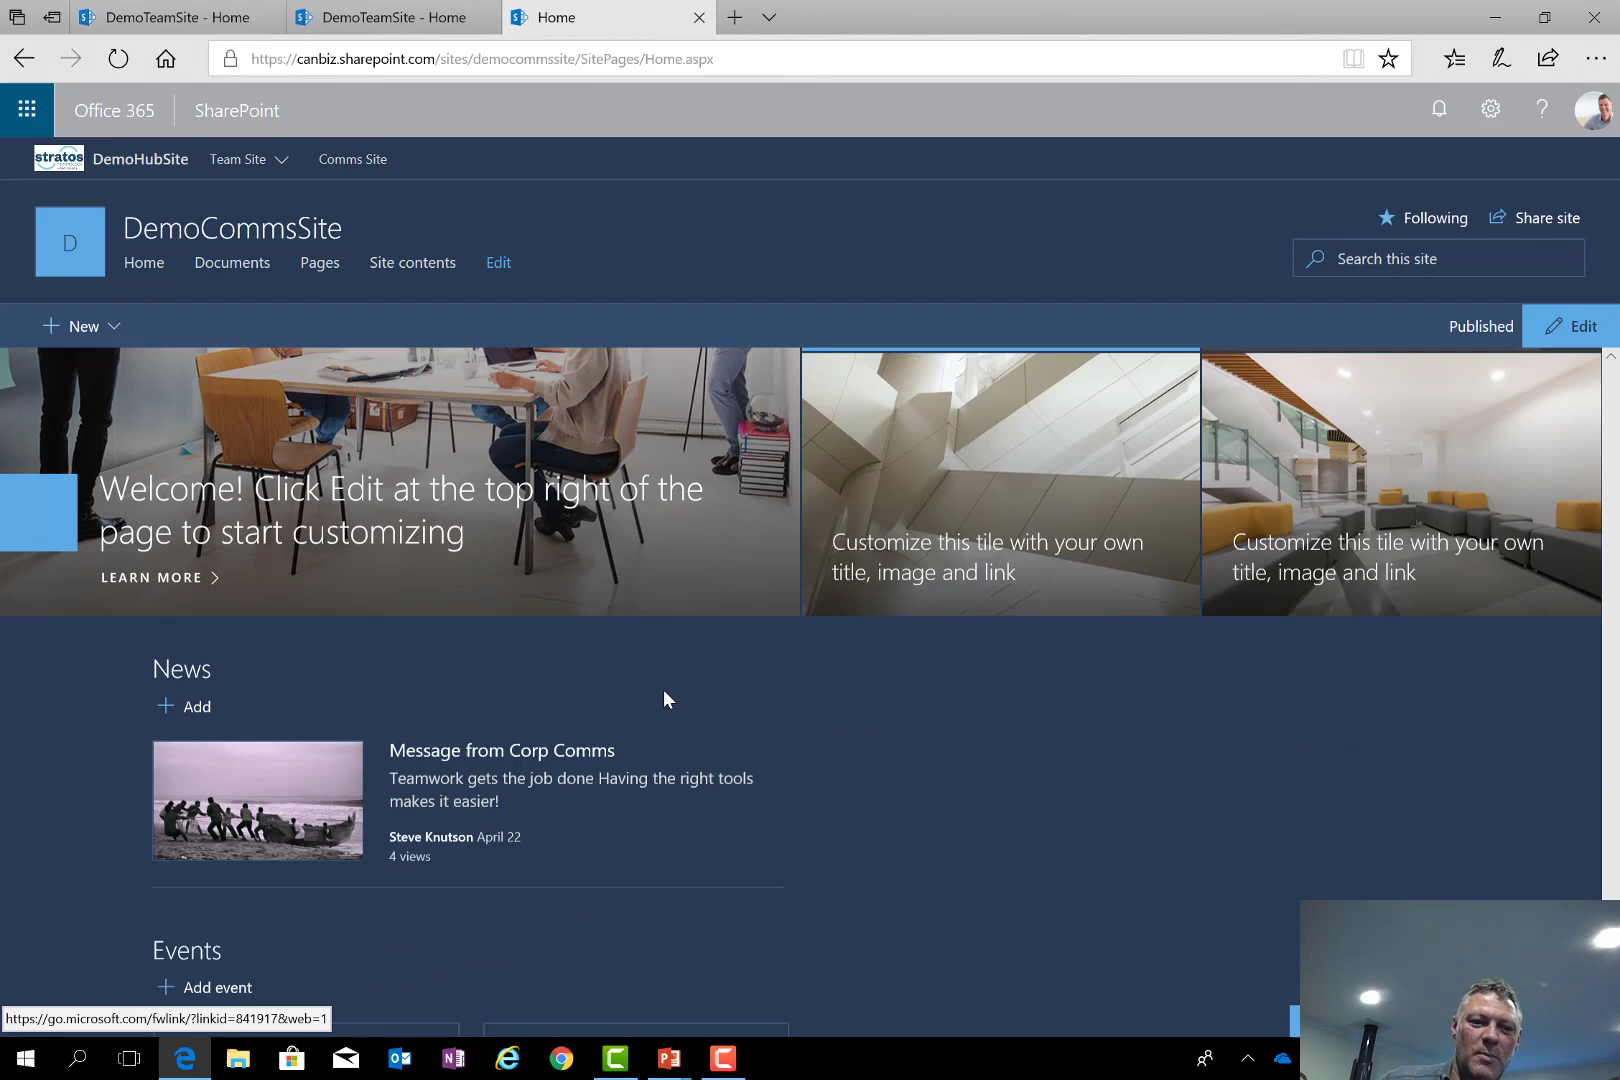 DemoTeamSite - Home
DemoTeamSite - Home
Home
https://canbiz.sharepoint.com/sites/democommssite/SitePages/Home.aspx
Office 365
SharePoint
stratos
DemoHubSite
Team Site
Comms Site
D
DemoCommsSite
Following
Share site
Home
Documents
Pages
Site contents
Edit
Search this site
New
Published
Edit
Welcome! Click Edit at the top right of the
page to start customizing
LEARN MORE
Customize this tile with your own
title, image and link
Customize this tile with your own
title, image and link
News
Add
Message from Corp Comms
Teamwork gets the job done Having the right tools
makes it easier!
Steve Knutson April 22
4 views
Events
Add event
https://go.microsoft.com/fwlink/?linkid=841917&web=1